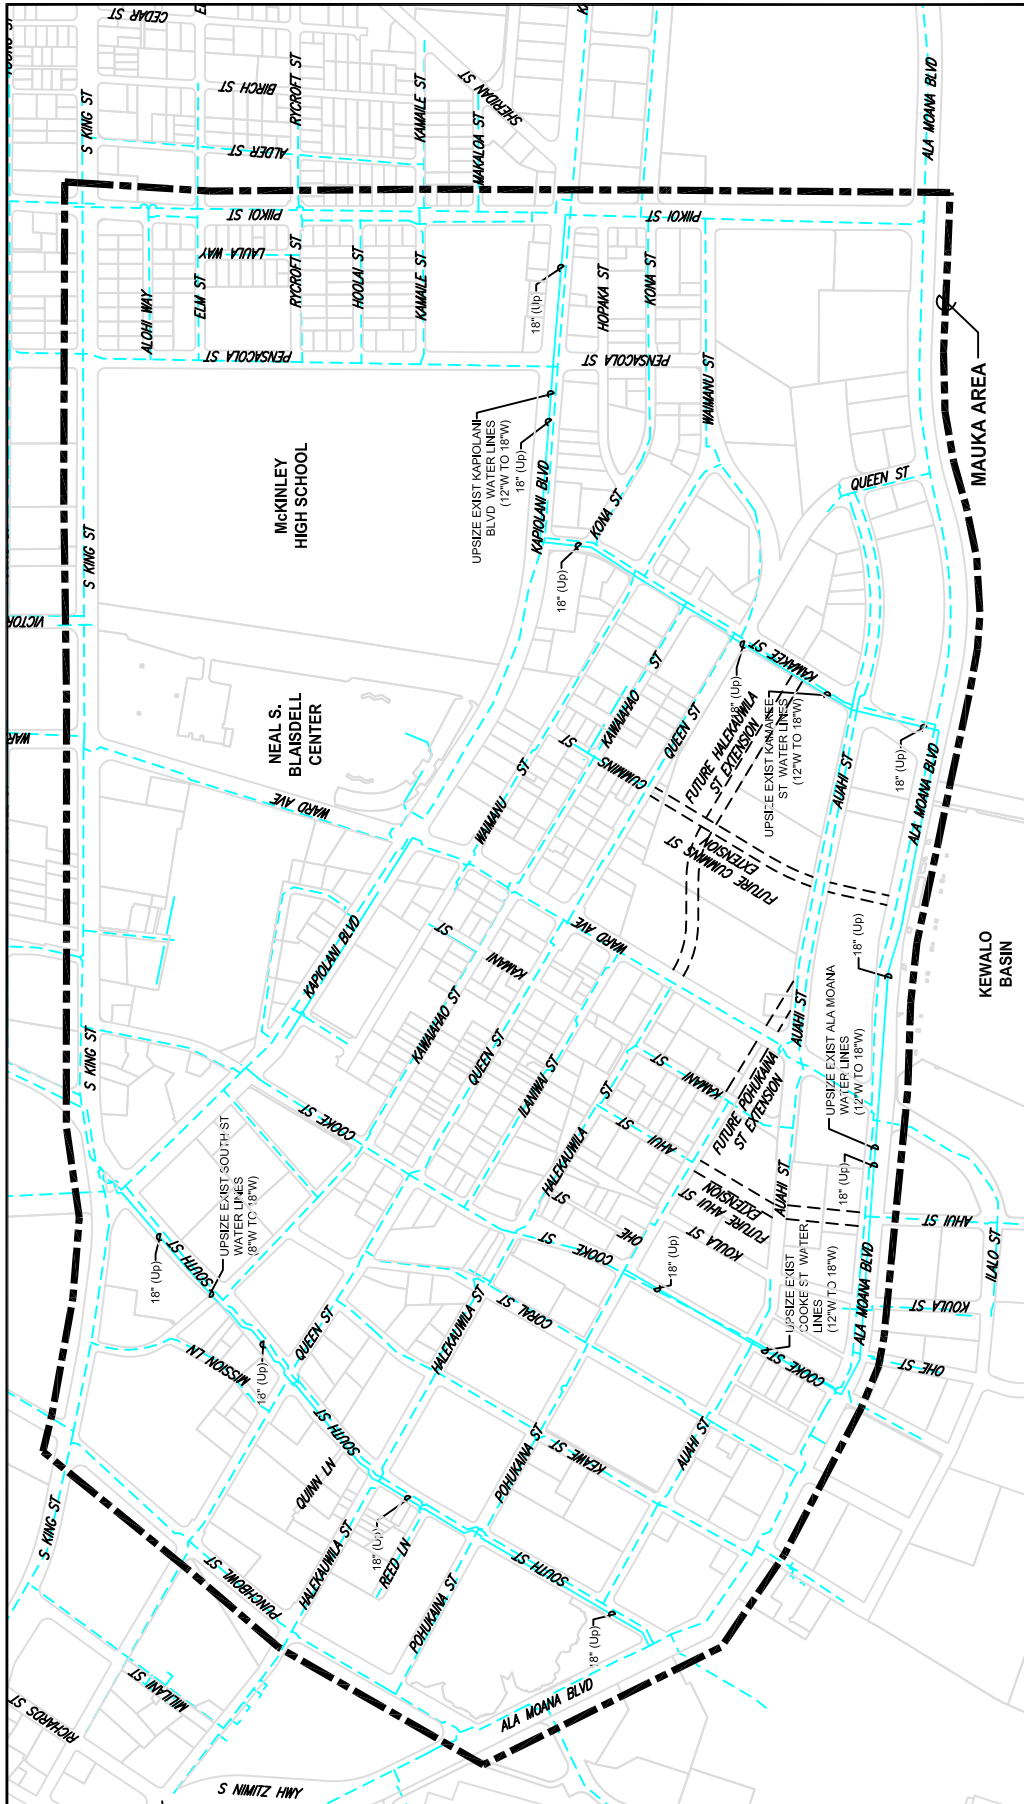 YOUNG ST
CEDAR ST
S KING ST
BIRCH ST
RYCROFT ST
KAMAILE ST
SHERIDAN ST
ALA MOANA BLVD
ALDER ST
MAKALOA ST
PIIKOI ST
PIIKOI ST
LAULA WAY
ALOHI WAY
ELM ST
RYCROFT ST
HOOLAI ST
KAMAILE ST
18" (Up)
HOPAKA ST
KONA ST
PENSACOLA ST
PENSACOLA ST
WAIMANU ST
MAUKA AREA
UPSIZE EXIST KAPIOLANI
BLVD WATER LINES
(12"W TO 18"W)
18" (Up)
McKINLEY
HIGH SCHOOL
KAPIOLANI BLVD
KONA ST
QUEEN ST
S KING ST
18" (Up)
VICTOR
KAMAKEE ST
18" (Up)
KAWAIAHAO ST
QUEEN ST
FUTURE HALEKAUWILA
ST EXTENSION
UPSIZE EXIST KAMAKEE
ST WATER LINES
(12"W TO 18"W)
18" (Up)
WAR
NEAL S.
BLAISDELL
CENTER
WARD AVE
WAIMANU ST
CUMMINS ST
AUAHI ST
ALA MOANA BLVD
FUTURE CUMMINS ST
EXTENSION
KAPIOLANI BLVD
KAMANI ST
WARD AVE
18" (Up)
KEWALO
BASIN
S KING ST
KAWAIAHAO ST
QUEEN ST
ILANIWAI ST
KAMANI ST
AUAHI ST
UPSIZE EXIST ALA MOANA
WATER LINES
(12"W TO 18"W)
COOKE ST
HALEKAUWILA ST
AHUI ST
FUTURE POHUKAINA
ST EXTENSION
18" (Up)
UPSIZE EXIST SOUTH ST
WATER LINES
(8"W TO 18"W)
18" (Up)
SOUTH ST
COOKE ST
OHE ST
KOULA ST
FUTURE AHUI ST
EXTENSION
AUAHI ST
AHUI ST
ILALO ST
18" (Up)
UPSIZE EXIST
COOKE ST WATER
LINES
(12"W TO 18"W)
ALA MOANA BLVD
KOULA ST
OHE ST
MISSION LN
18" (Up)
QUEEN ST
HALEKAUWILA ST
CORAL ST
COOKE ST
SOUTH ST
QUINN LN
POHUKAINA ST
KEAWE ST
AUAHI ST
S KING ST
PUNCHBOWL ST
HALEKAUWILA ST
18" (Up)
REED LN
POHUKAINA ST
SOUTH ST
18" (Up)
RICHARDS ST
MILILANI ST
ALA MOANA BLVD
S NIMITZ HWY